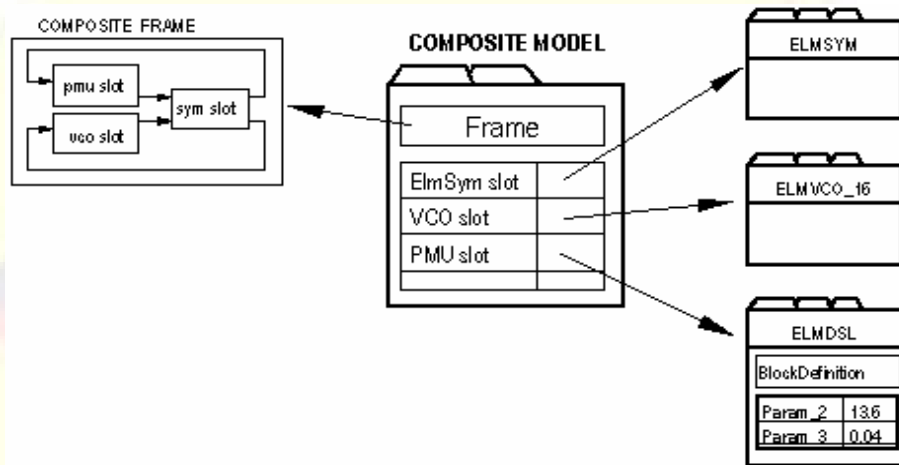 COMPOSITE FRAME
pmu slot
sym slot
vco slot
COMPOSITE MODEL
Frame
ElmSym slot
VCO slot
PMU slot
ELMSYM
ELMVCO_16
ELMDSL
BlockDefinition
Param_2 13.6
Param_3 0.04